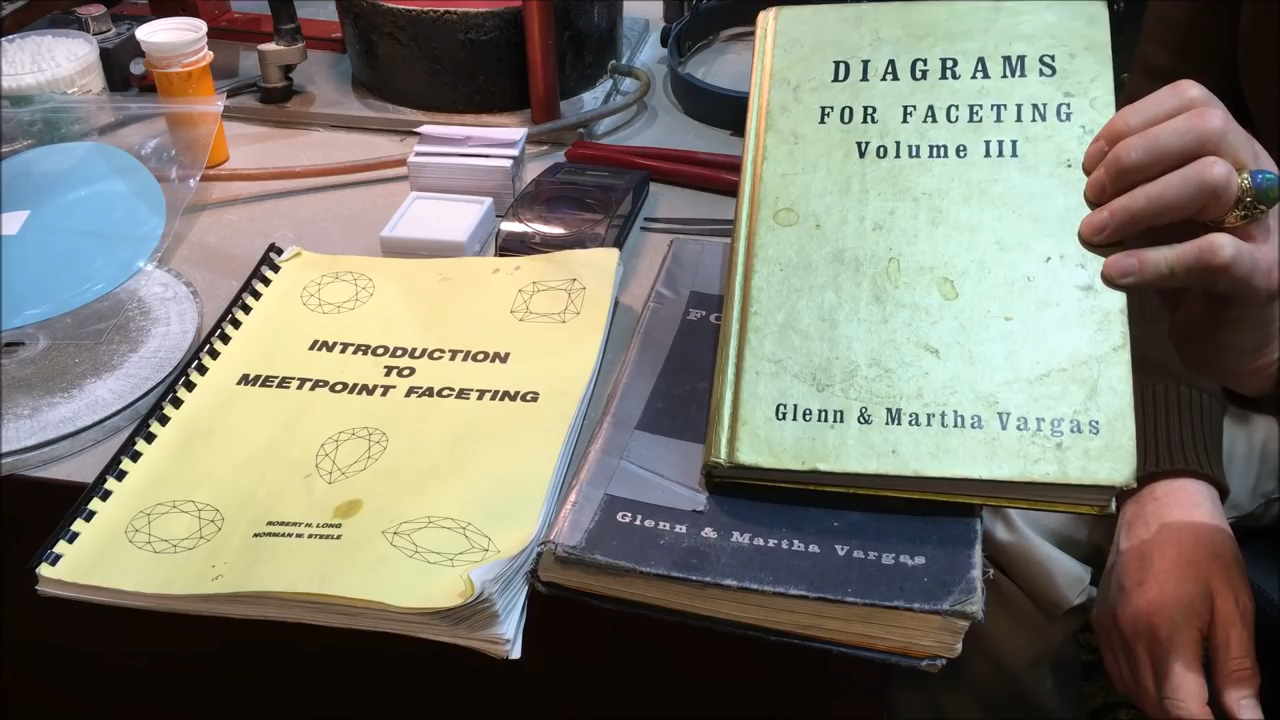 INTRODUCTION
TO
MEETPOINT FACETING
ROBERT H. LONG
NORMAN W. STEELE
DIAGRAMS
FOR FACETING
Volume III
Glenn & Martha Vargas
FO
Glenn & Martha Vargas